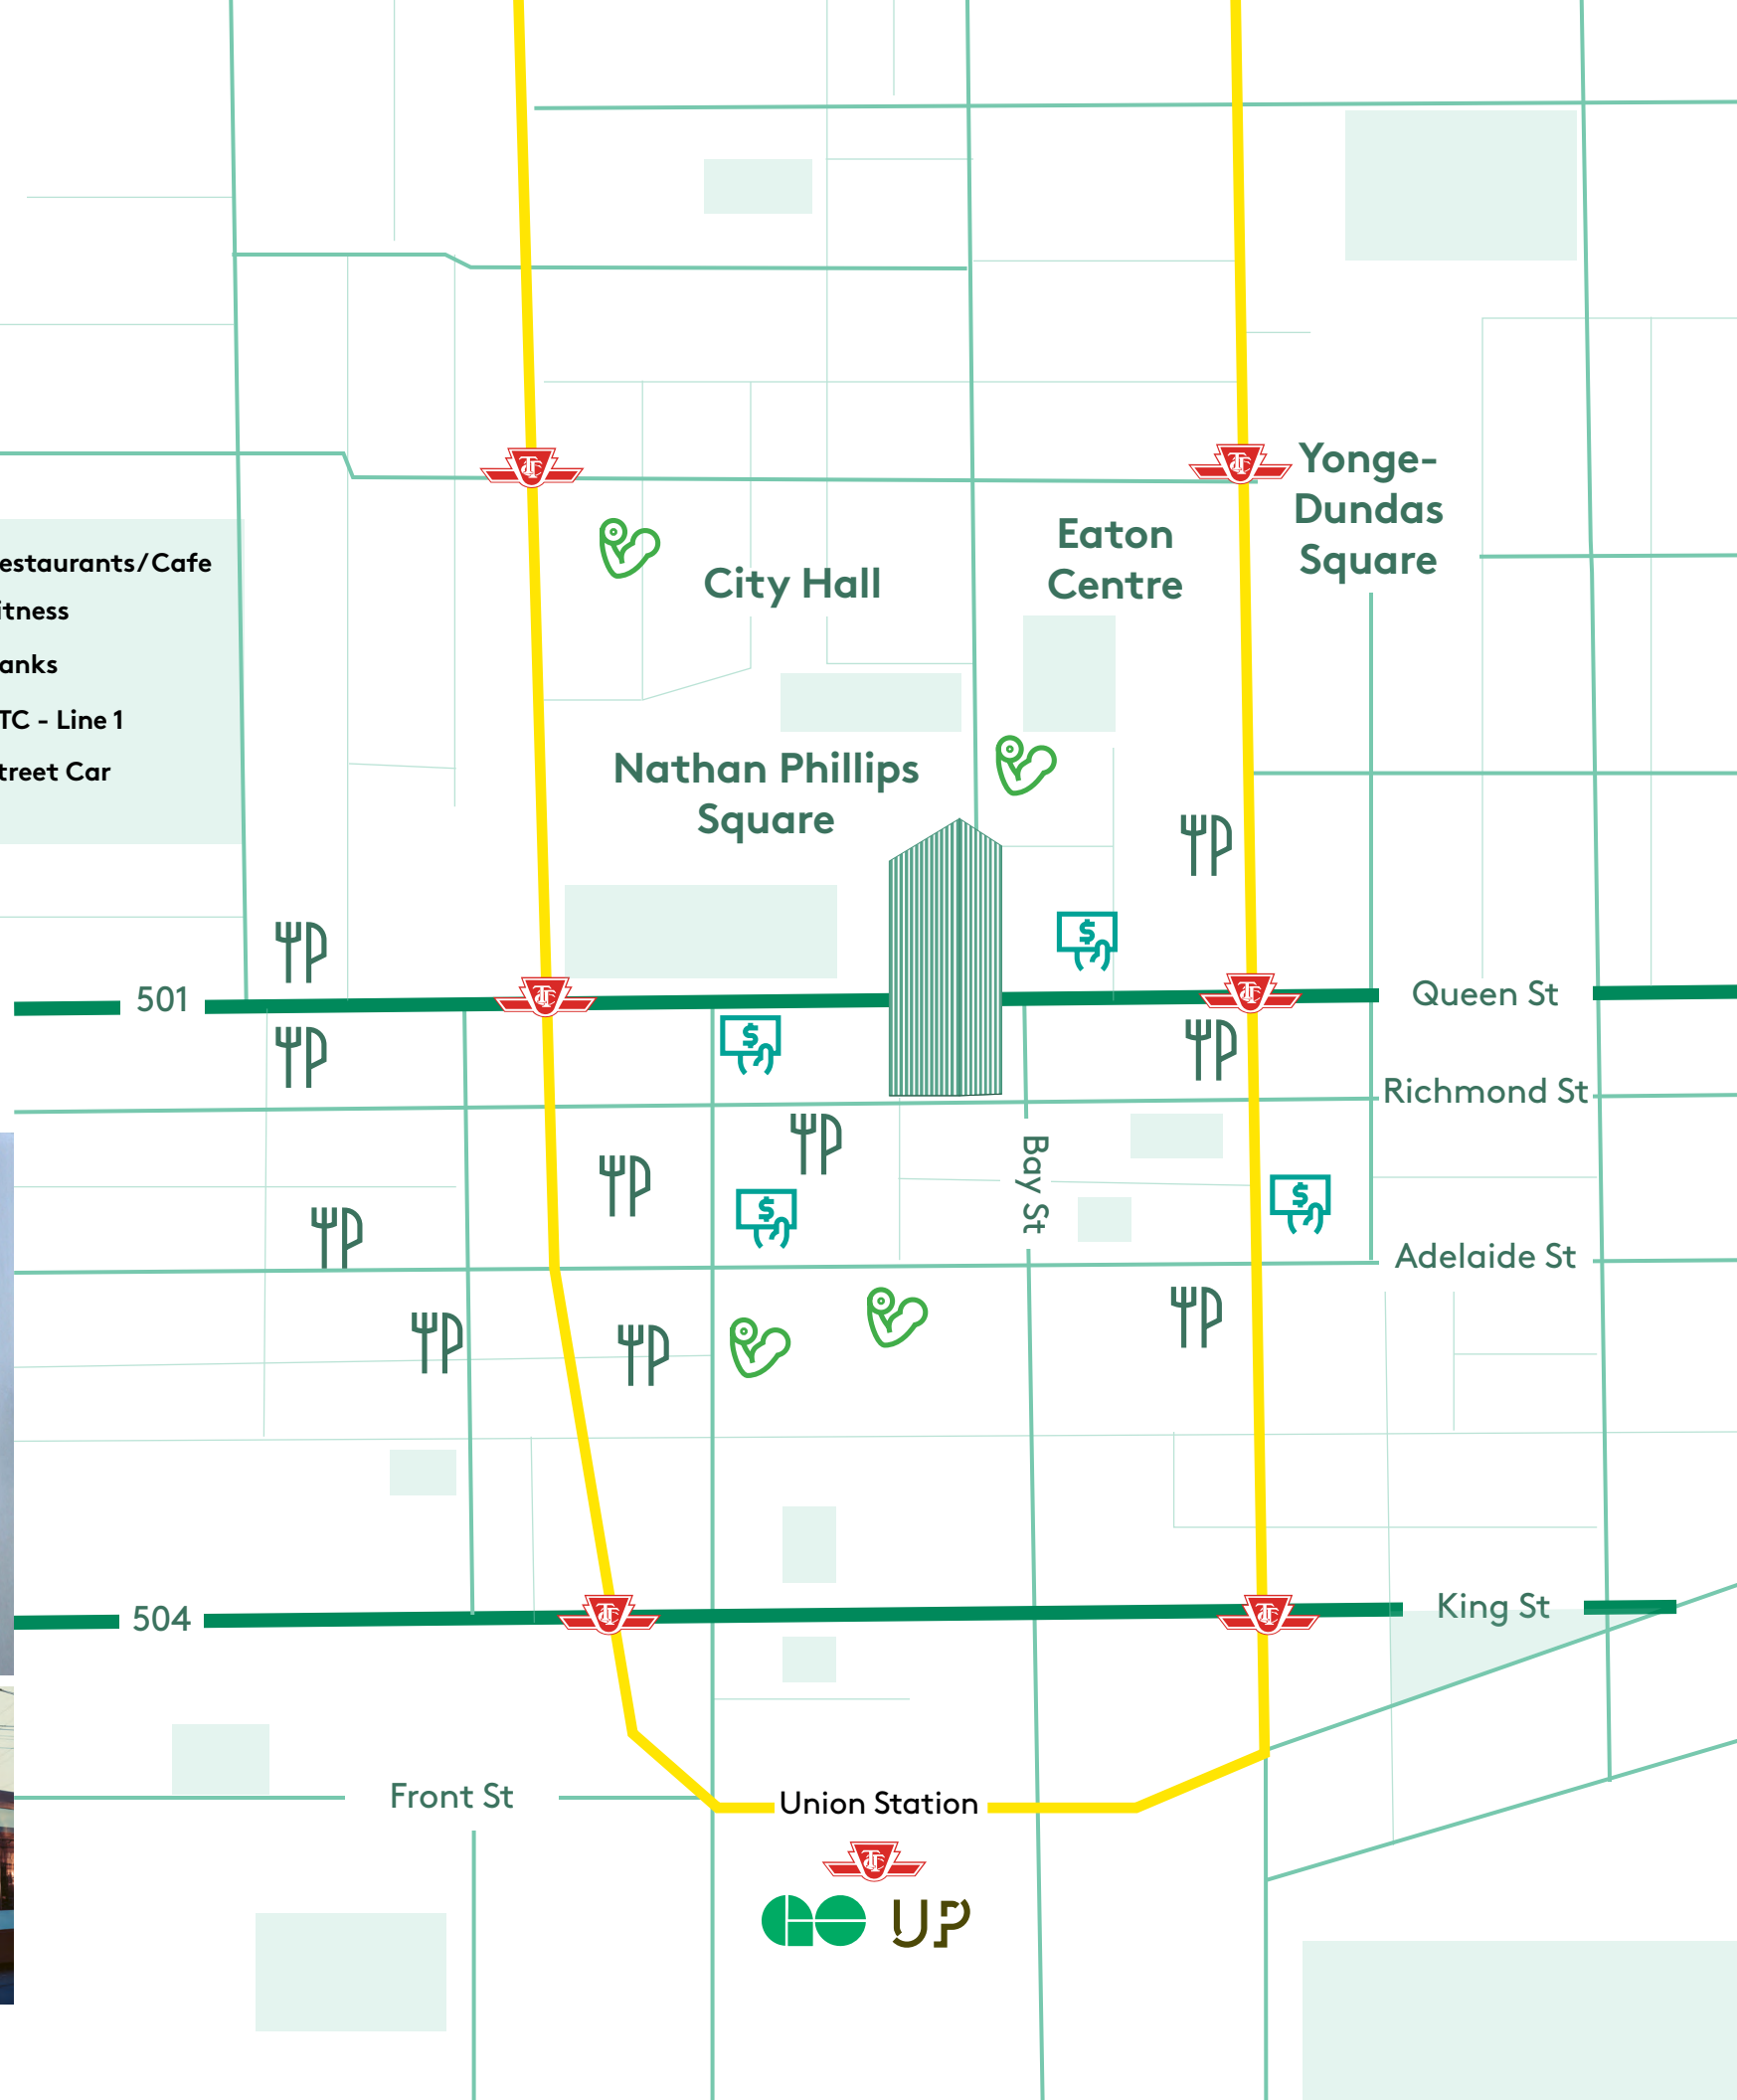 Yonge-
Dundas
Square
Eaton
Centre
City Hall
estaurants/Cafe
itness
anks
TC - Line 1
treet Car
Nathan Phillips
Square
501
Queen St
Richmond St
Bay St
Adelaide St
504
King St
Front St
Union Station
UP